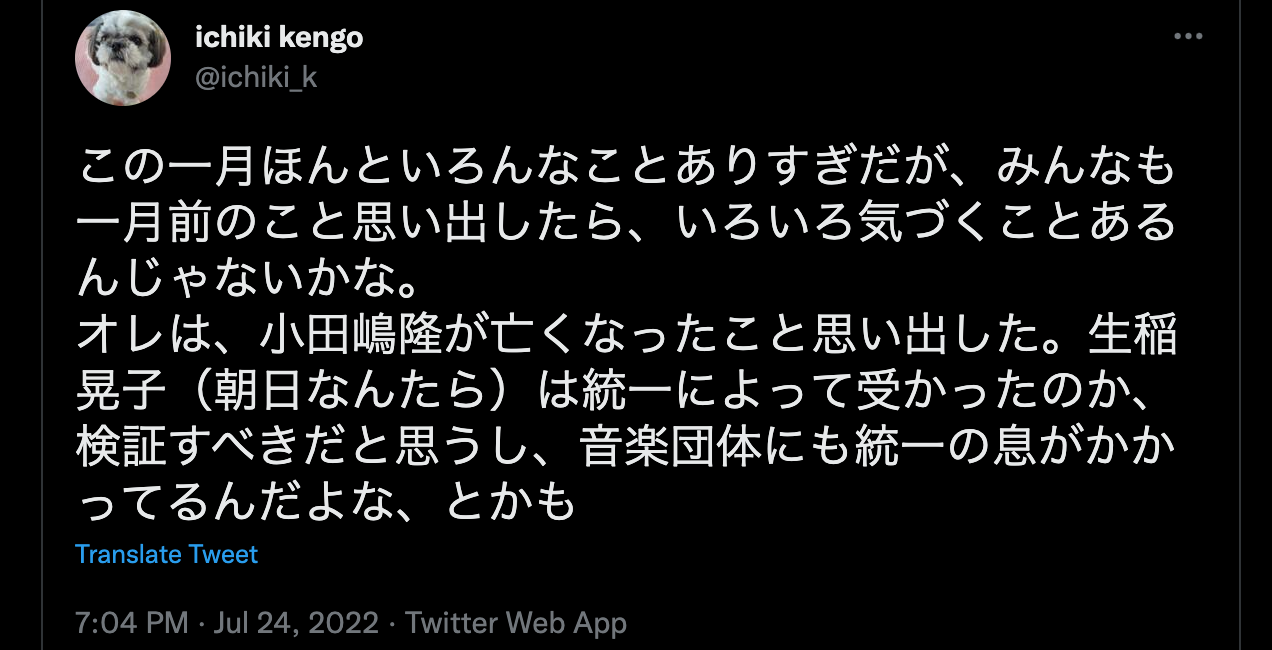 ichiki kengo
@ichiki_k
この一月ほんといろんなことありすぎだが、みんなも
一月前のこと思い出したら、いろいろ気づくことある
んじゃないかな。
オレは、小田嶋隆が亡くなったこと思い出した。生稲
晃子（朝日なんたら）は統一によって受かったのか、
検証すべきだと思うし、音楽団体にも統一の息がかか
ってるんだよな、とかも
Translate Tweet
7:04 PM · Jul 24, 2022 · Twitter Web App